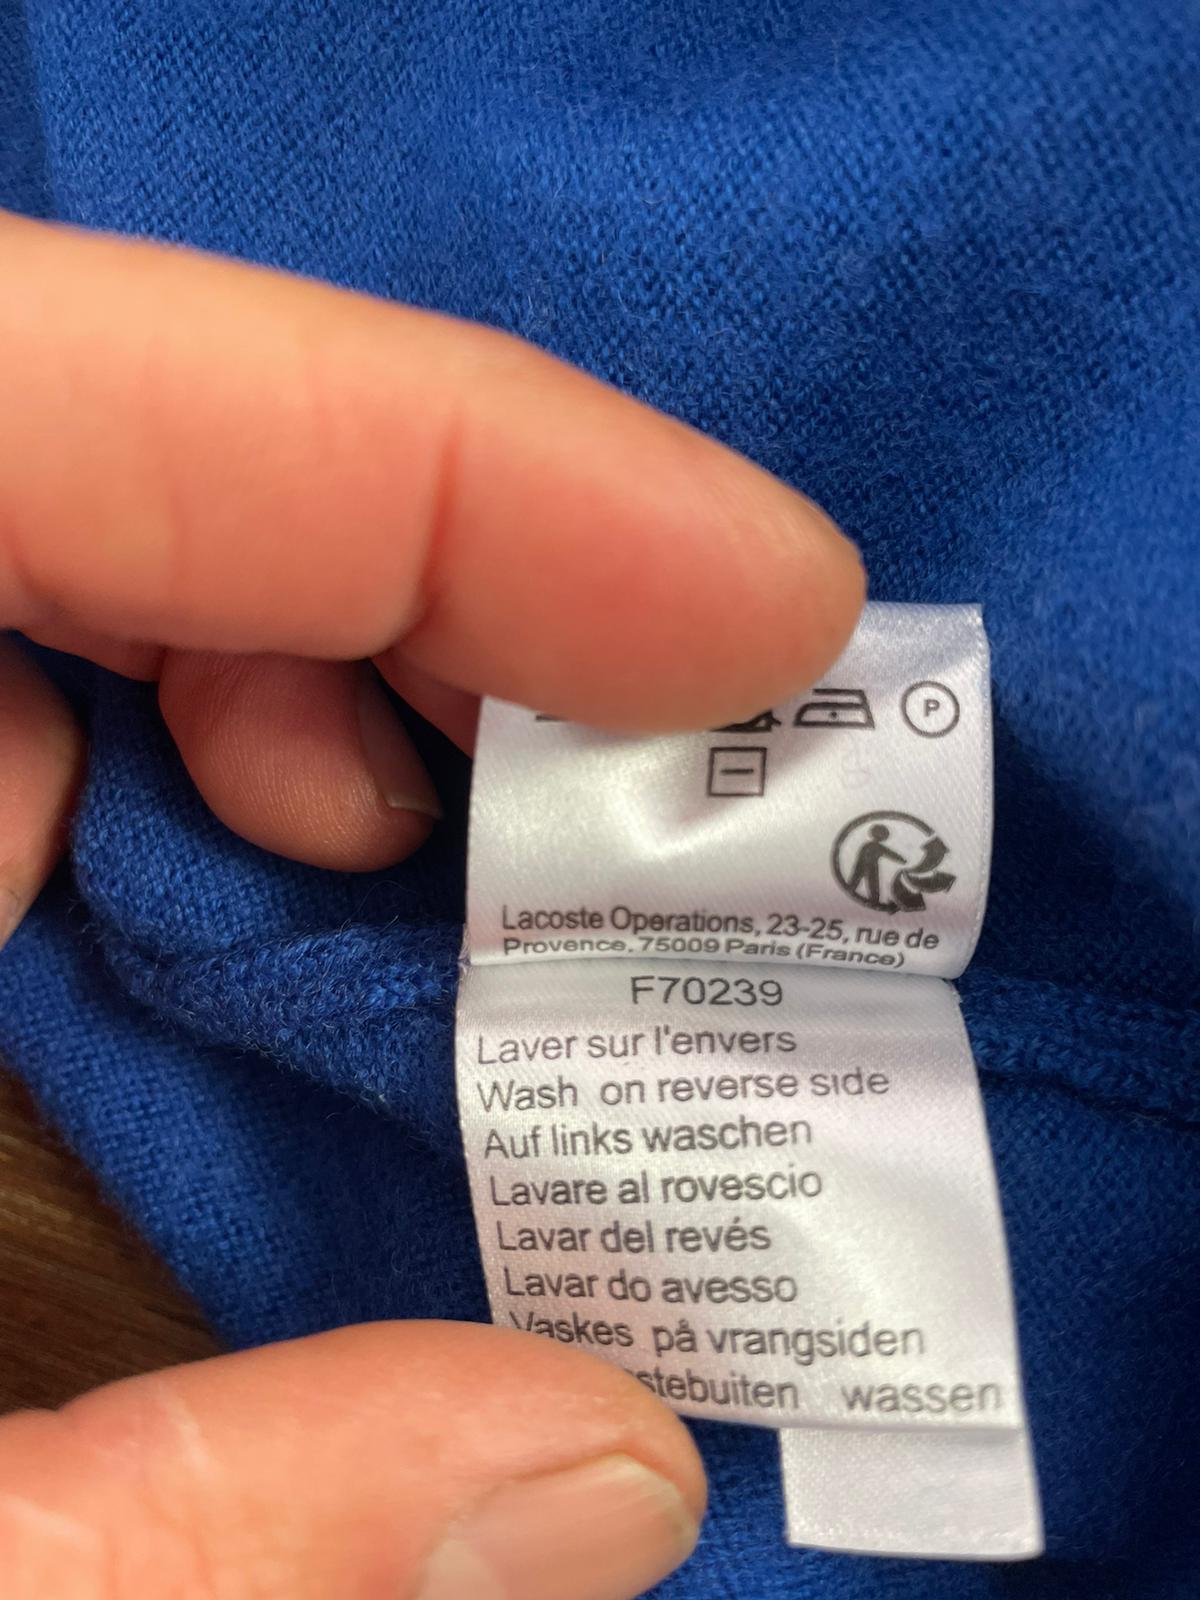 P
Lacoste Operations, 23-25, rue de
Provence, 75009 Paris (France)
F70239
Laver sur l'envers
Wash on reverse side
Auf links waschen
Lavare al rovescio
Lavar del revés
Lavar do avesso
Vaskes på vrangsiden
wassen